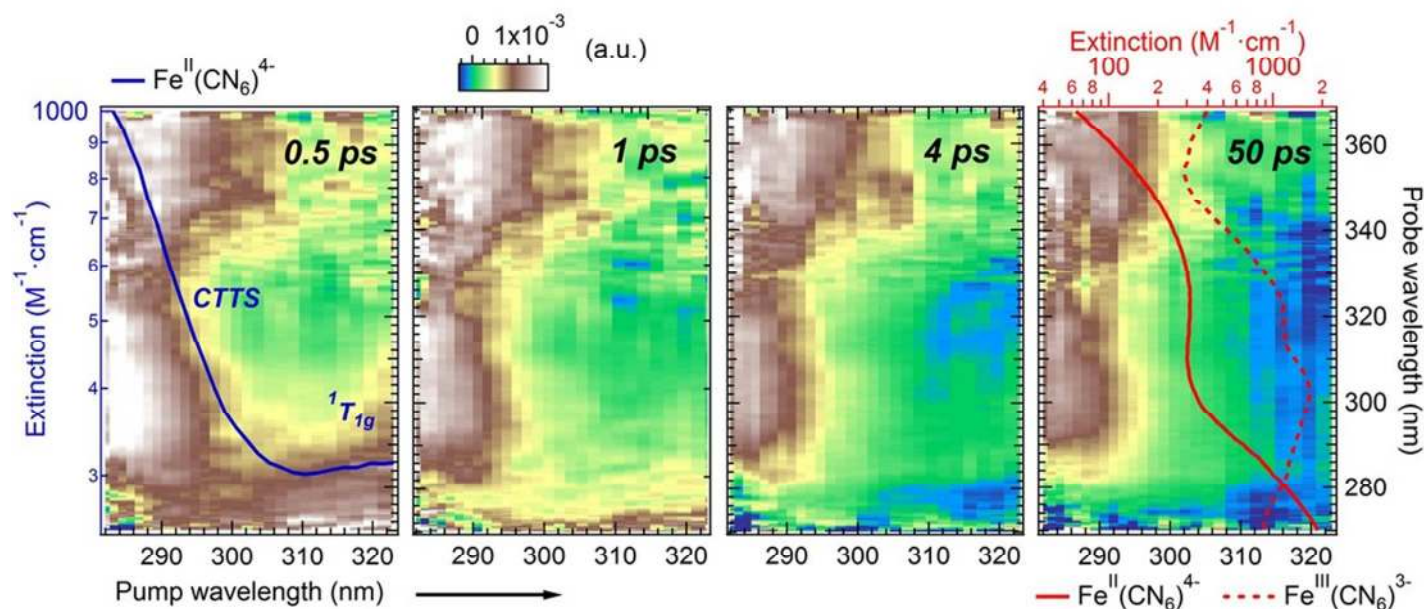 0 1x10⁻³ (a.u.)
Fe^II(CN₆)⁴⁻
Extinction (M⁻¹·cm⁻¹)
4 6 8 100 2 4 6 8 1000 2
1000
9
8
7
6
5
4
3
Extinction (M⁻¹·cm⁻¹)
0.5 ps
CTTS
¹T₁g
1 ps
4 ps
50 ps
360
340
320
300
280
Probe wavelength (nm)
290 300 310 320
290 300 310 320
290 300 310 320
290 300 310 320
Pump wavelength (nm)
Fe^II(CN₆)⁴⁻ Fe^III(CN₆)³⁻